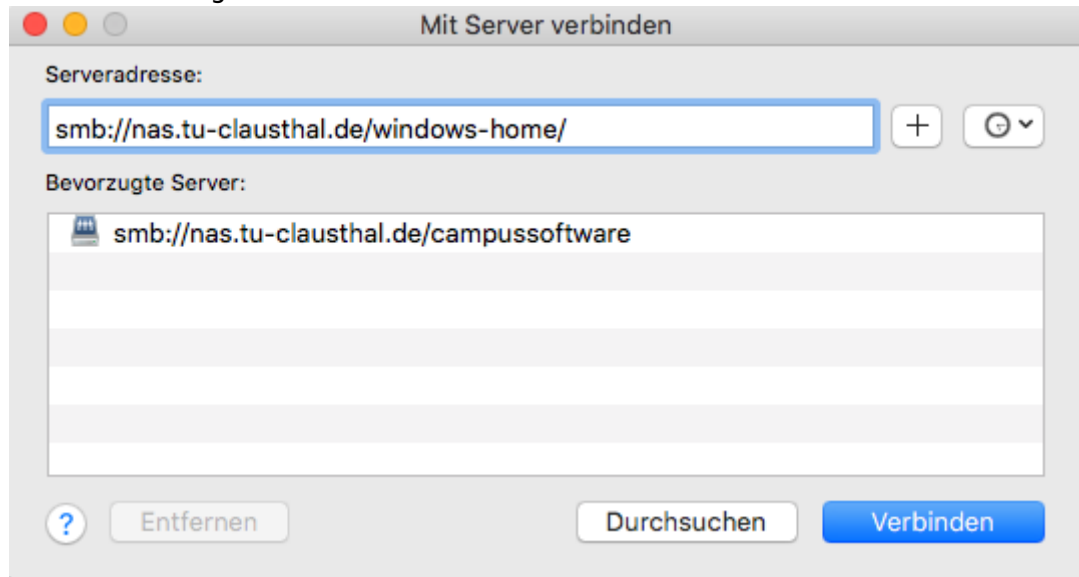 Mit Server verbinden
Serveradresse:
smb://nas.tu-clausthal.de/windows-home/
Bevorzugte Server:
smb://nas.tu-clausthal.de/campussoftware
? Entfernen Durchsuchen Verbinden